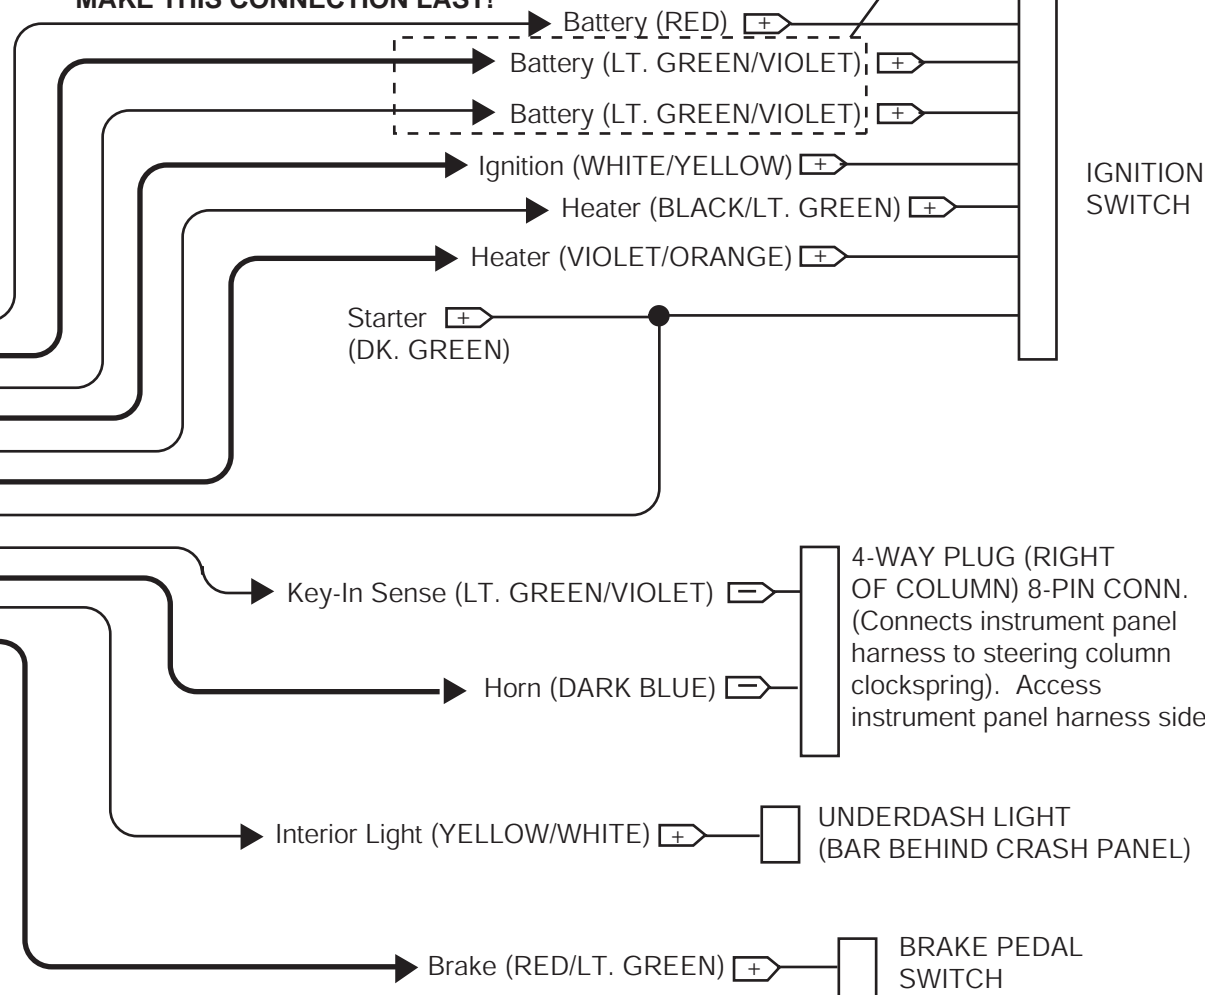 MAKE THIS CONNECTION LAST!
Battery (RED) +
Battery (LT. GREEN/VIOLET) +
Battery (LT. GREEN/VIOLET) +
Ignition (WHITE/YELLOW) +
Heater (BLACK/LT. GREEN) +
Heater (VIOLET/ORANGE) +
IGNITION
SWITCH
Starter +
(DK. GREEN)
Key-In Sense (LT. GREEN/VIOLET) −
Horn (DARK BLUE) −
4-WAY PLUG (RIGHT
OF COLUMN) 8-PIN CONN.
(Connects instrument panel
harness to steering column
clockspring). Access
instrument panel harness side
Interior Light (YELLOW/WHITE) +
UNDERDASH LIGHT
(BAR BEHIND CRASH PANEL)
Brake (RED/LT. GREEN) +
BRAKE PEDAL
SWITCH